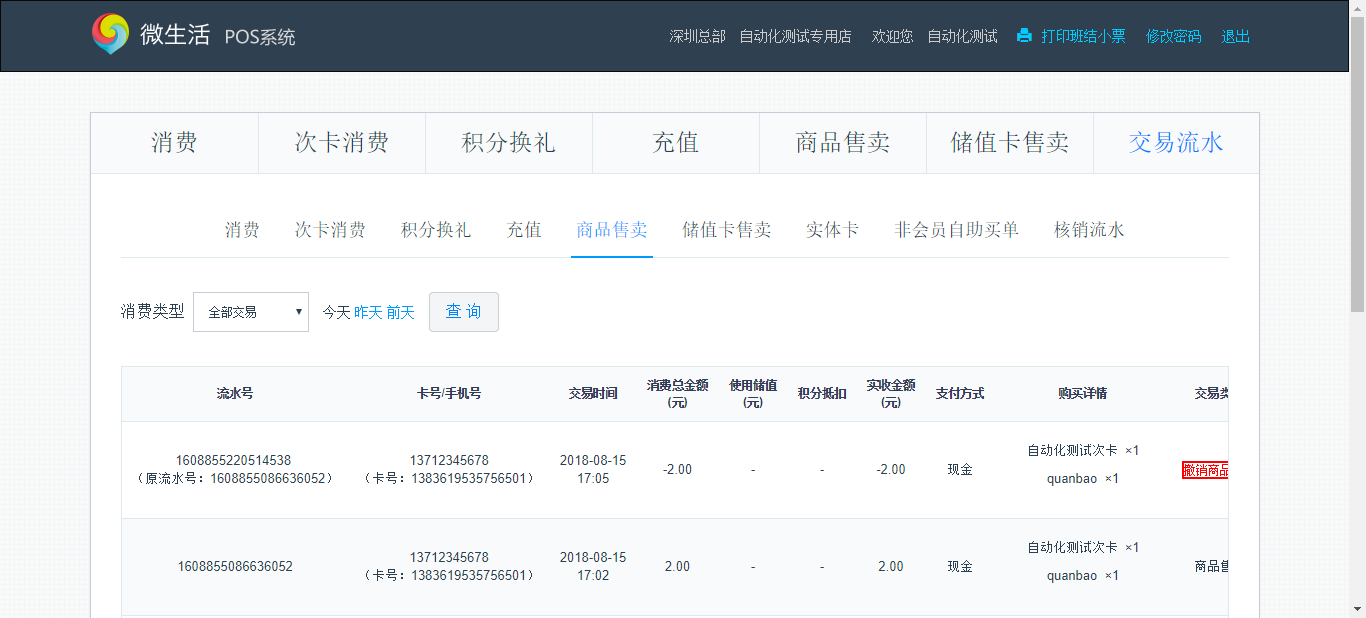 微生活 POS系统 深圳总部 自动化测试专用店 欢迎您 自动化测试 打印班结小票 修改密码 退出
消费 次卡消费 积分换礼 充值 商品售卖 储值卡售卖 交易流水
消费 次卡消费 积分换礼 充值 商品售卖 储值卡售卖 实体卡 非会员自助买单 核销流水
消费类型 全部交易 今天 昨天 前天 查 询
流水号 卡号/手机号 交易时间 消费总金额(元) 使用储值(元) 积分抵扣 实收金额(元) 支付方式 购买详情 交易类
1608855220514538 (原流水号：1608855086636052) 13712345678 (卡号：1383619535756501) 2018-08-15 17:05 -2.00 - - -2.00 现金 自动化测试次卡 ×1 quanbao ×1 撤销商品
1608855086636052 13712345678 (卡号：1383619535756501) 2018-08-15 17:02 2.00 - - 2.00 现金 自动化测试次卡 ×1 quanbao ×1 商品售